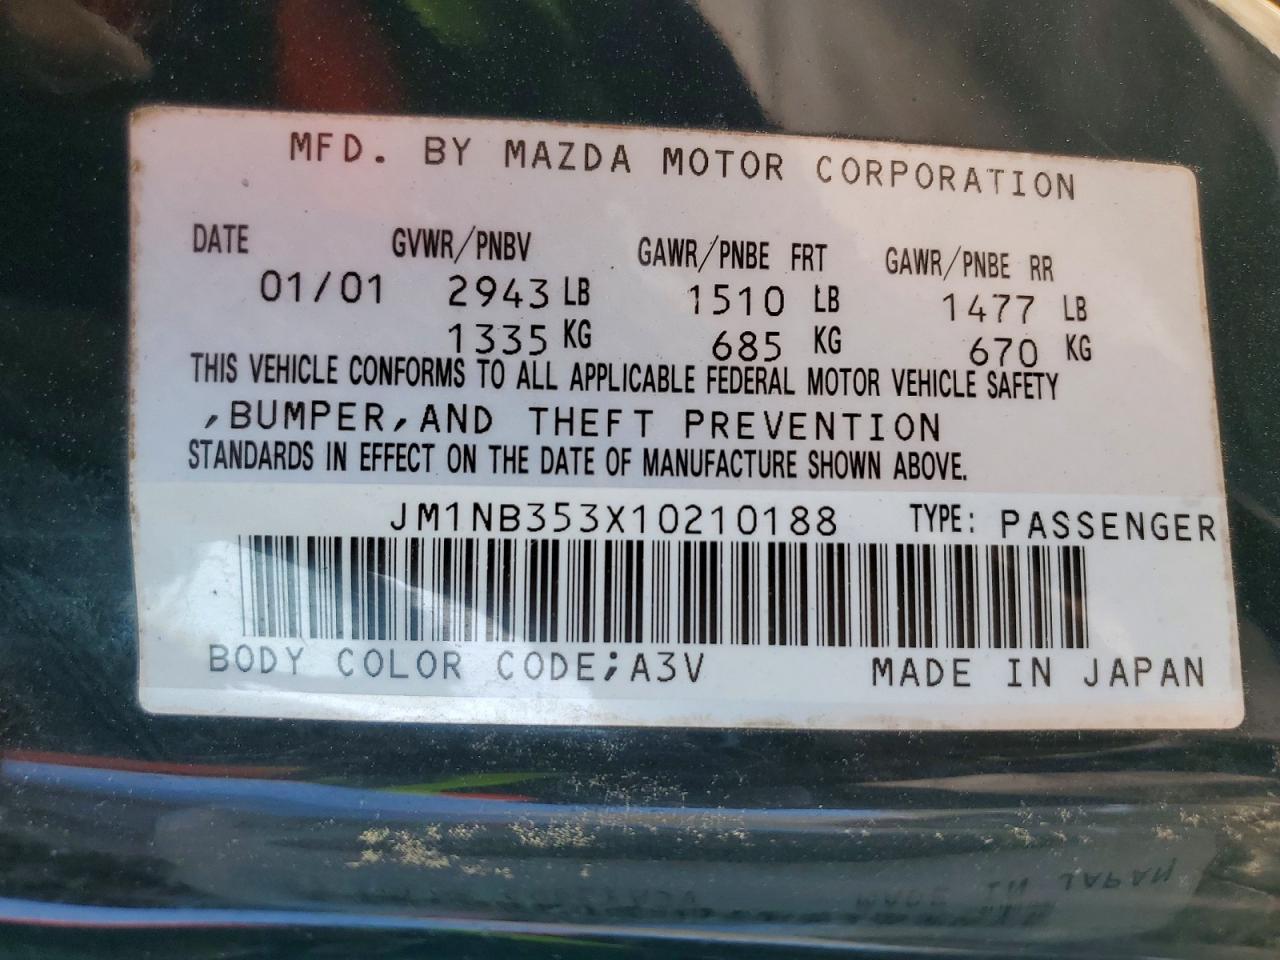 MFD. BY MAZDA MOTOR CORPORATION
DATE GVWR/PNBV GAWR/PNBE FRT GAWR/PNBE RR
01/01 2943 LB 1510 LB 1477 LB
1335 KG 685 KG 670 KG
THIS VEHICLE CONFORMS TO ALL APPLICABLE FEDERAL MOTOR VEHICLE SAFETY
,BUMPER,AND THEFT PREVENTION
STANDARDS IN EFFECT ON THE DATE OF MANUFACTURE SHOWN ABOVE.
JM1NB353X10210188 TYPE: PASSENGER
BODY COLOR CODE;A3V MADE IN JAPAN
MADE IN JAPAN